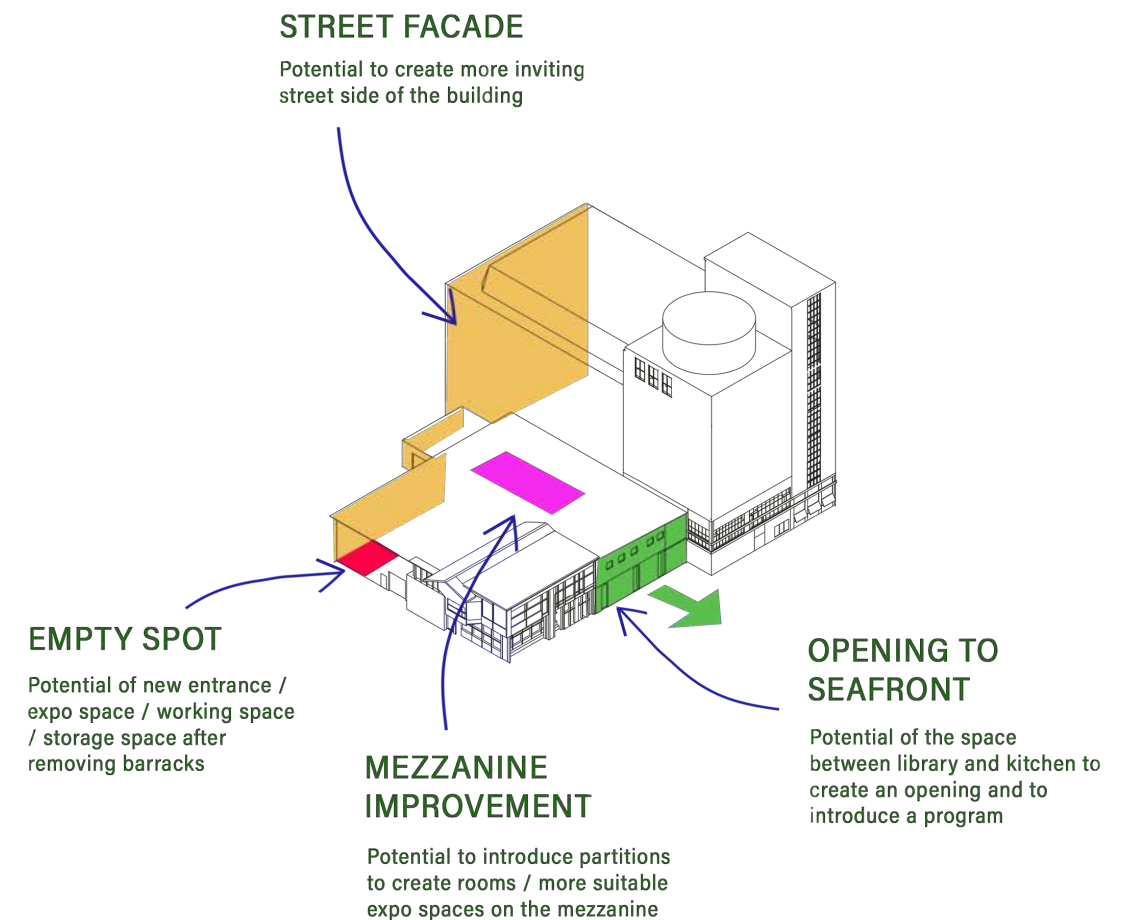 STREET FACADE
Potential to create more inviting
street side of the building
EMPTY SPOT
Potential of new entrance /
expo space / working space
/ storage space after
removing barracks
MEZZANINE
IMPROVEMENT
Potential to introduce partitions
to create rooms / more suitable
expo spaces on the mezzanine
OPENING TO
SEAFRONT
Potential of the space
between library and kitchen to
create an opening and to
introduce a program